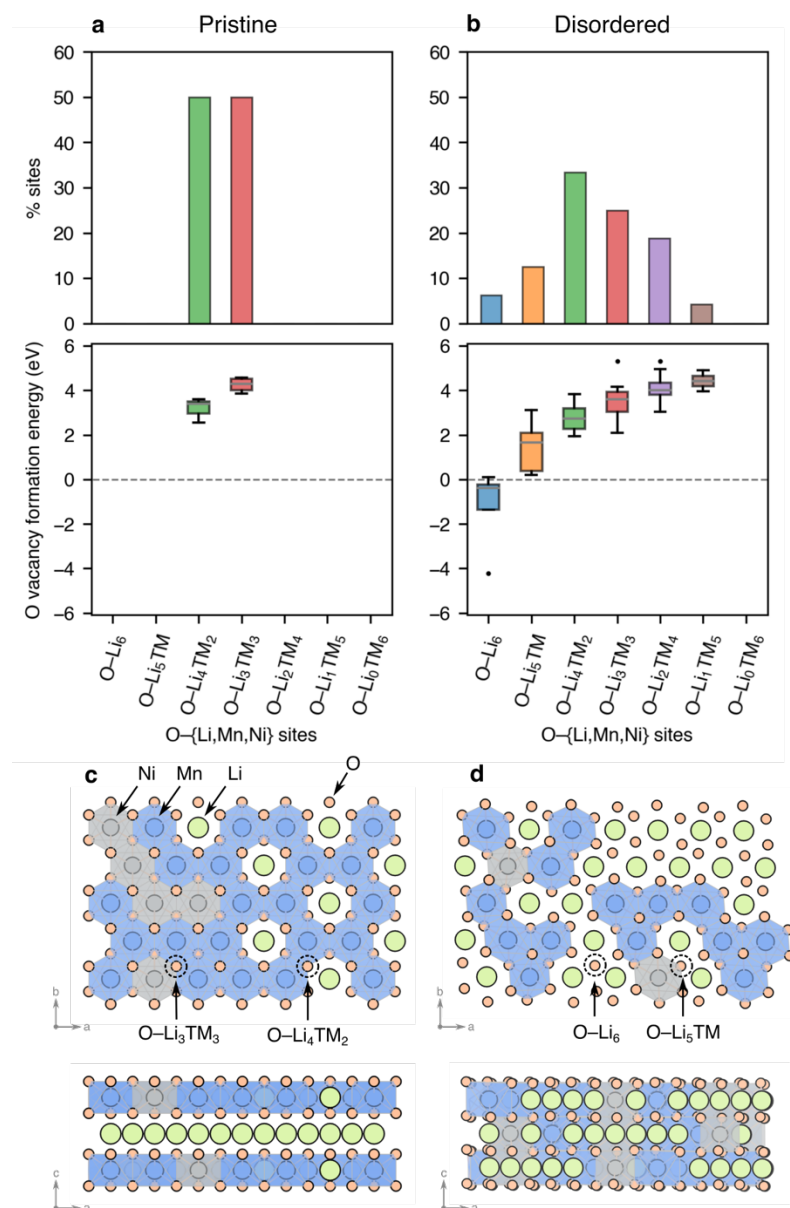 a Pristine b Disordered
% sites
60 60
50 50
40 40
30 30
20 20
10 10
0 0
O vacancy formation energy (eV)
6 6
4 4
2 2
0 0
−2 −2
−4 −4
−6 −6
O–Li₆ O–Li₅TM O–Li₄TM₂ O–Li₃TM₃ O–Li₂TM₄ O–Li₁TM₅ O–Li₀TM₆
O–Li₆ O–Li₅TM O–Li₄TM₂ O–Li₃TM₃ O–Li₂TM₄ O–Li₁TM₅ O–Li₀TM₆
O–{Li,Mn,Ni} sites O–{Li,Mn,Ni} sites
c d
Ni Mn Li O
b b
a a
O–Li₃TM₃ O–Li₄TM₂ O–Li₆ O–Li₅TM
c c
a a